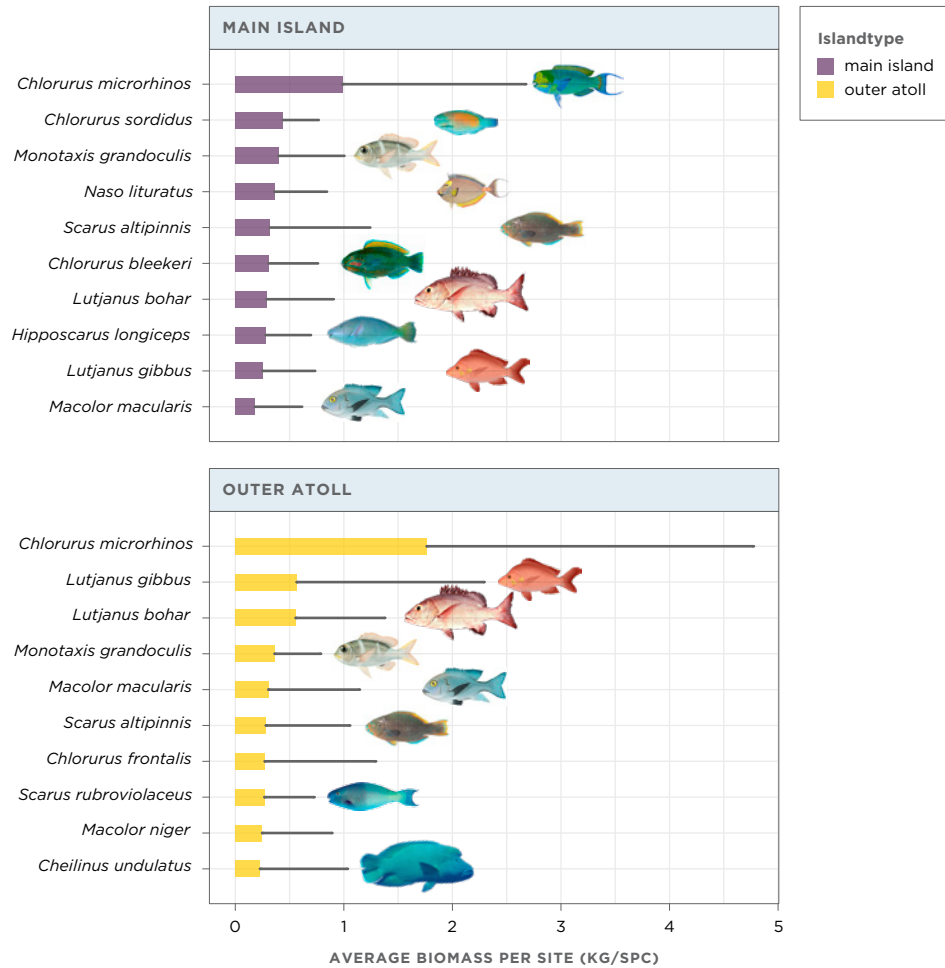 MAIN ISLAND
Islandtype
main island
outer atoll
Chlorurus microrhinos
Chlorurus sordidus
Monotaxis grandoculis
Naso lituratus
Scarus altipinnis
Chlorurus bleekeri
Lutjanus bohar
Hipposcarus longiceps
Lutjanus gibbus
Macolor macularis
OUTER ATOLL
Chlorurus microrhinos
Lutjanus gibbus
Lutjanus bohar
Monotaxis grandoculis
Macolor macularis
Scarus altipinnis
Chlorurus frontalis
Scarus rubroviolaceus
Macolor niger
Cheilinus undulatus
0 1 2 3 4 5
AVERAGE BIOMASS PER SITE (KG/SPC)